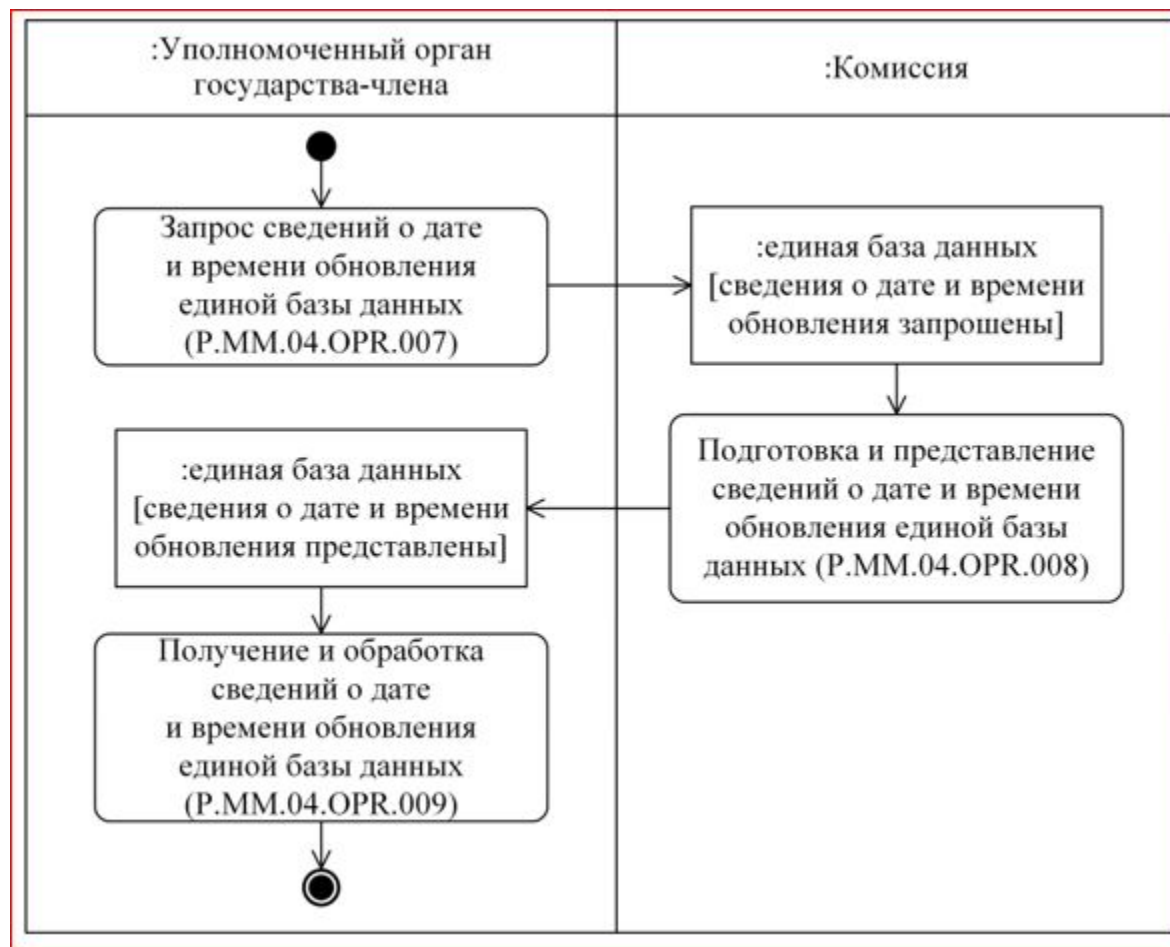 :Уполномоченный орган
государства-члена
:Комиссия
Запрос сведений о дате
и времени обновления
единой базы данных
(P.MM.04.OPR.007)
:единая база данных
[сведения о дате и времени
обновления запрошены]
Подготовка и представление
сведений о дате и времени
обновления единой базы
данных (P.MM.04.OPR.008)
:единая база данных
[сведения о дате и времени
обновления представлены]
Получение и обработка
сведений о дате
и времени обновления
единой базы данных
(P.MM.04.OPR.009)